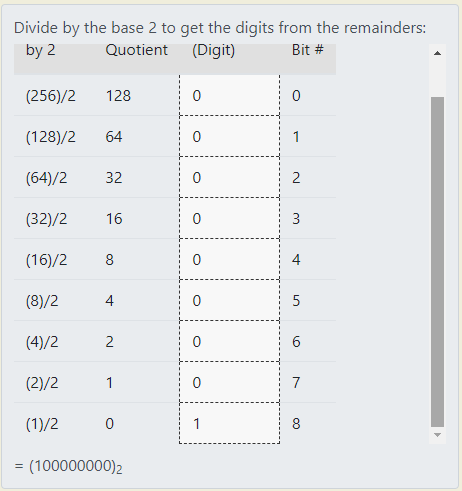 Divide by the base 2 to get the digits from the remainders:
by 2 Quotient (Digit) Bit #
(256)/2 128 0 0
(128)/2 64 0 1
(64)/2 32 0 2
(32)/2 16 0 3
(16)/2 8 0 4
(8)/2 4 0 5
(4)/2 2 0 6
(2)/2 1 0 7
(1)/2 0 1 8
= (100000000)₂